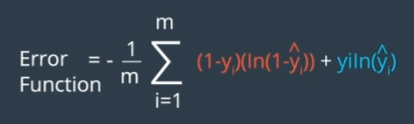 m
Error = - 1/m ∑ (1-yᵢ)(ln(1-ŷᵢ)) + yiln(ŷᵢ)
Function
i=1